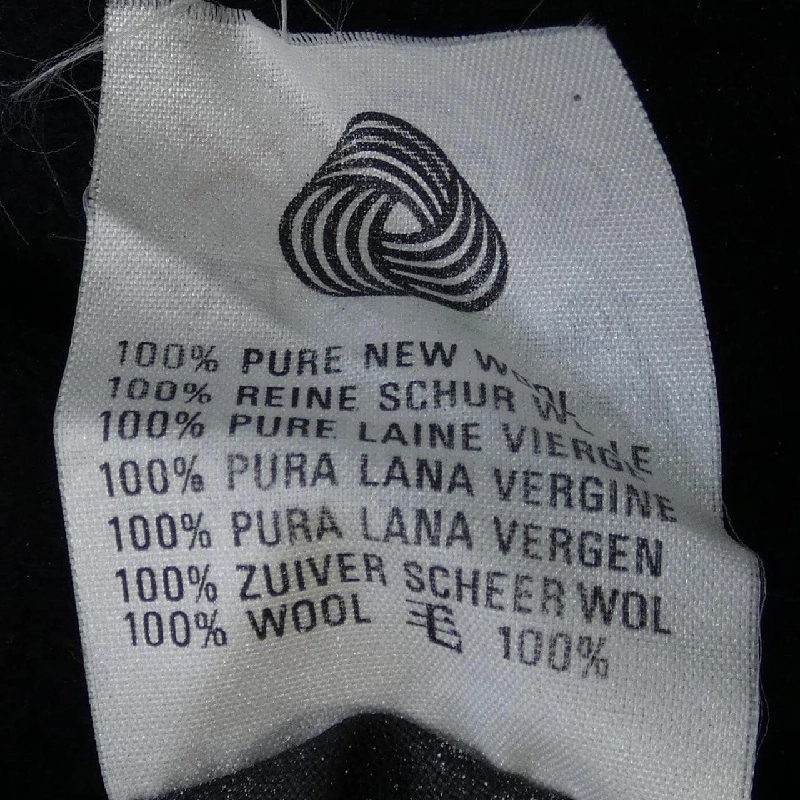 100% PURE NEW WOOL
100% REINE SCHUR
100% PURE LAINE VIERGE
100% PURA LANA VERGINE
100% PURA LANA VERGEN
100% ZUIVER SCHEER WOL
100% WOOL 毛 100%